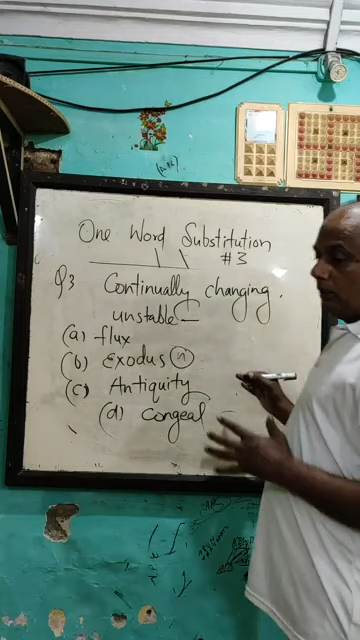 One Word Substitution
#3
Q3 Continually changing.
unstable
(a) flux
(b) Exodus (n)
(c) Antiquity
(d) Congeal